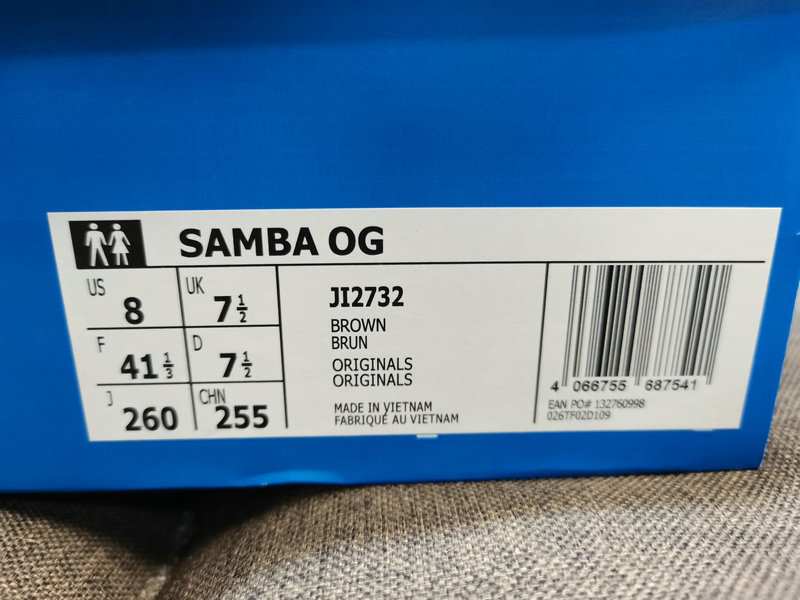 SAMBA OG
US 8 UK 7 1/2
F 41 1/3 D 7 1/2
J 260 CHN 255
JI2732
BROWN
BRUN
ORIGINALS
ORIGINALS
MADE IN VIETNAM
FABRIQUÉ AU VIETNAM
4 066755 687541
EAN PO# 132760998
026TF02D109